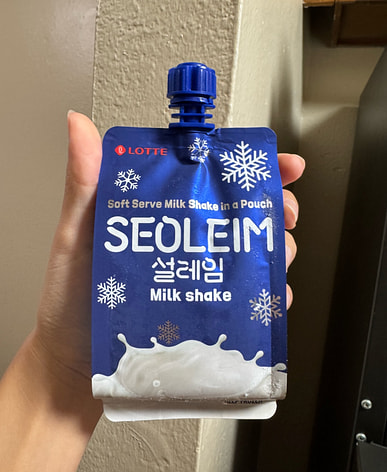 LOTTE
Soft Serve Milk Shake in a Pouch
SEOLEIM
설레임
Milk shake